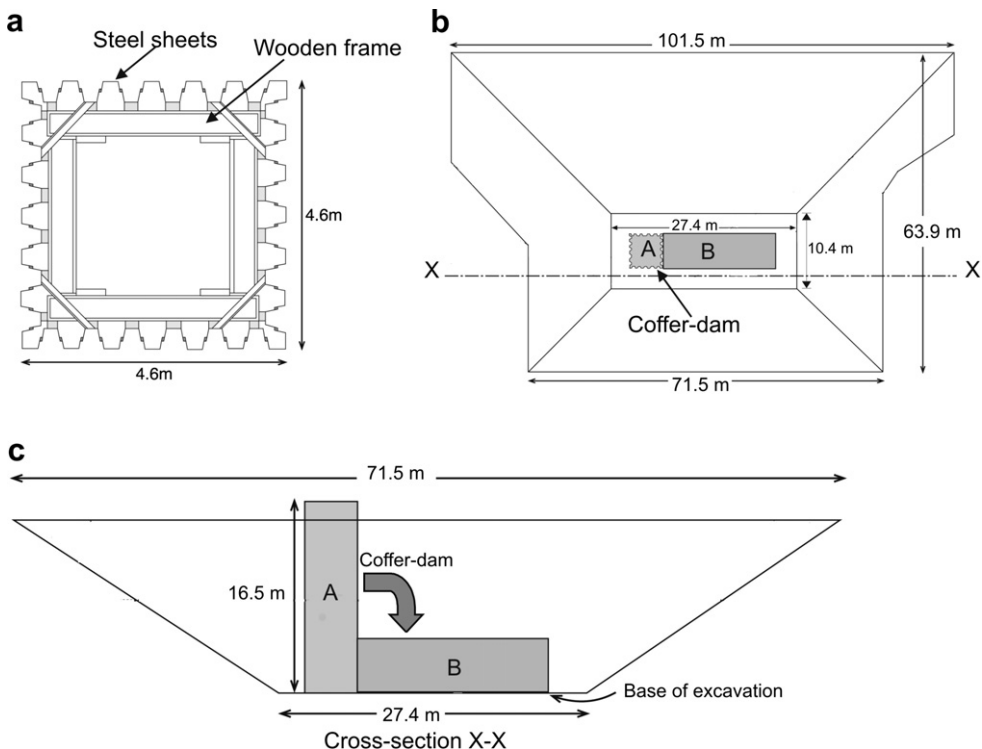 a
Steel sheets
Wooden frame
4.6m
4.6m
b
101.5 m
27.4 m
A
B
10.4 m
63.9 m
X
X
Coffer-dam
71.5 m
c
71.5 m
Coffer-dam
16.5 m
A
B
Base of excavation
27.4 m
Cross-section X-X